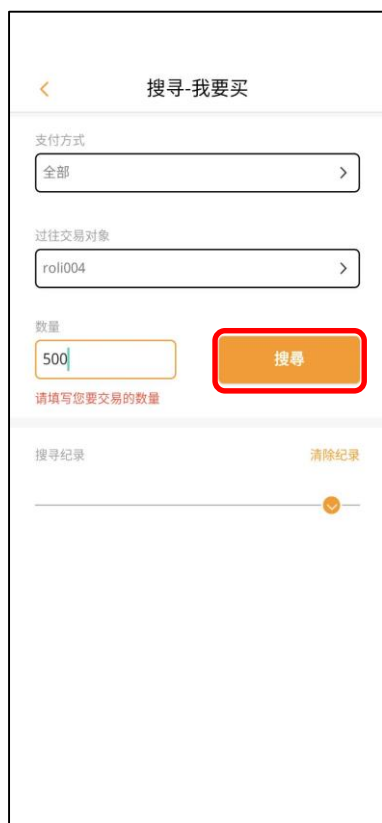 搜寻-我要买
支付方式
全部
过往交易对象
roli004
数量
500
搜尋
请填写您要交易的数量
搜寻纪录
清除纪录